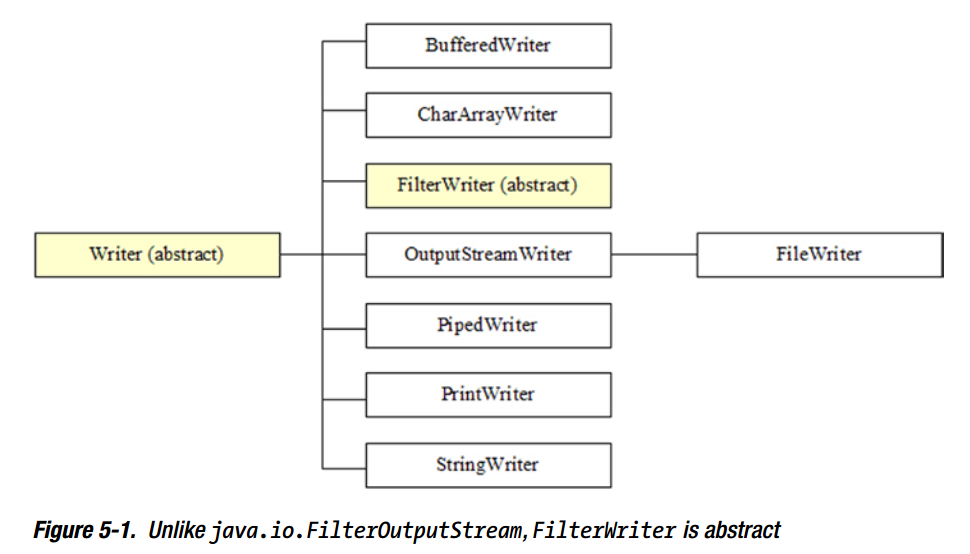 BufferedWriter
CharArrayWriter
FilterWriter (abstract)
Writer (abstract)
OutputStreamWriter
FileWriter
PipedWriter
PrintWriter
StringWriter
Figure 5-1. Unlike java.io.FilterOutputStream, FilterWriter is abstract